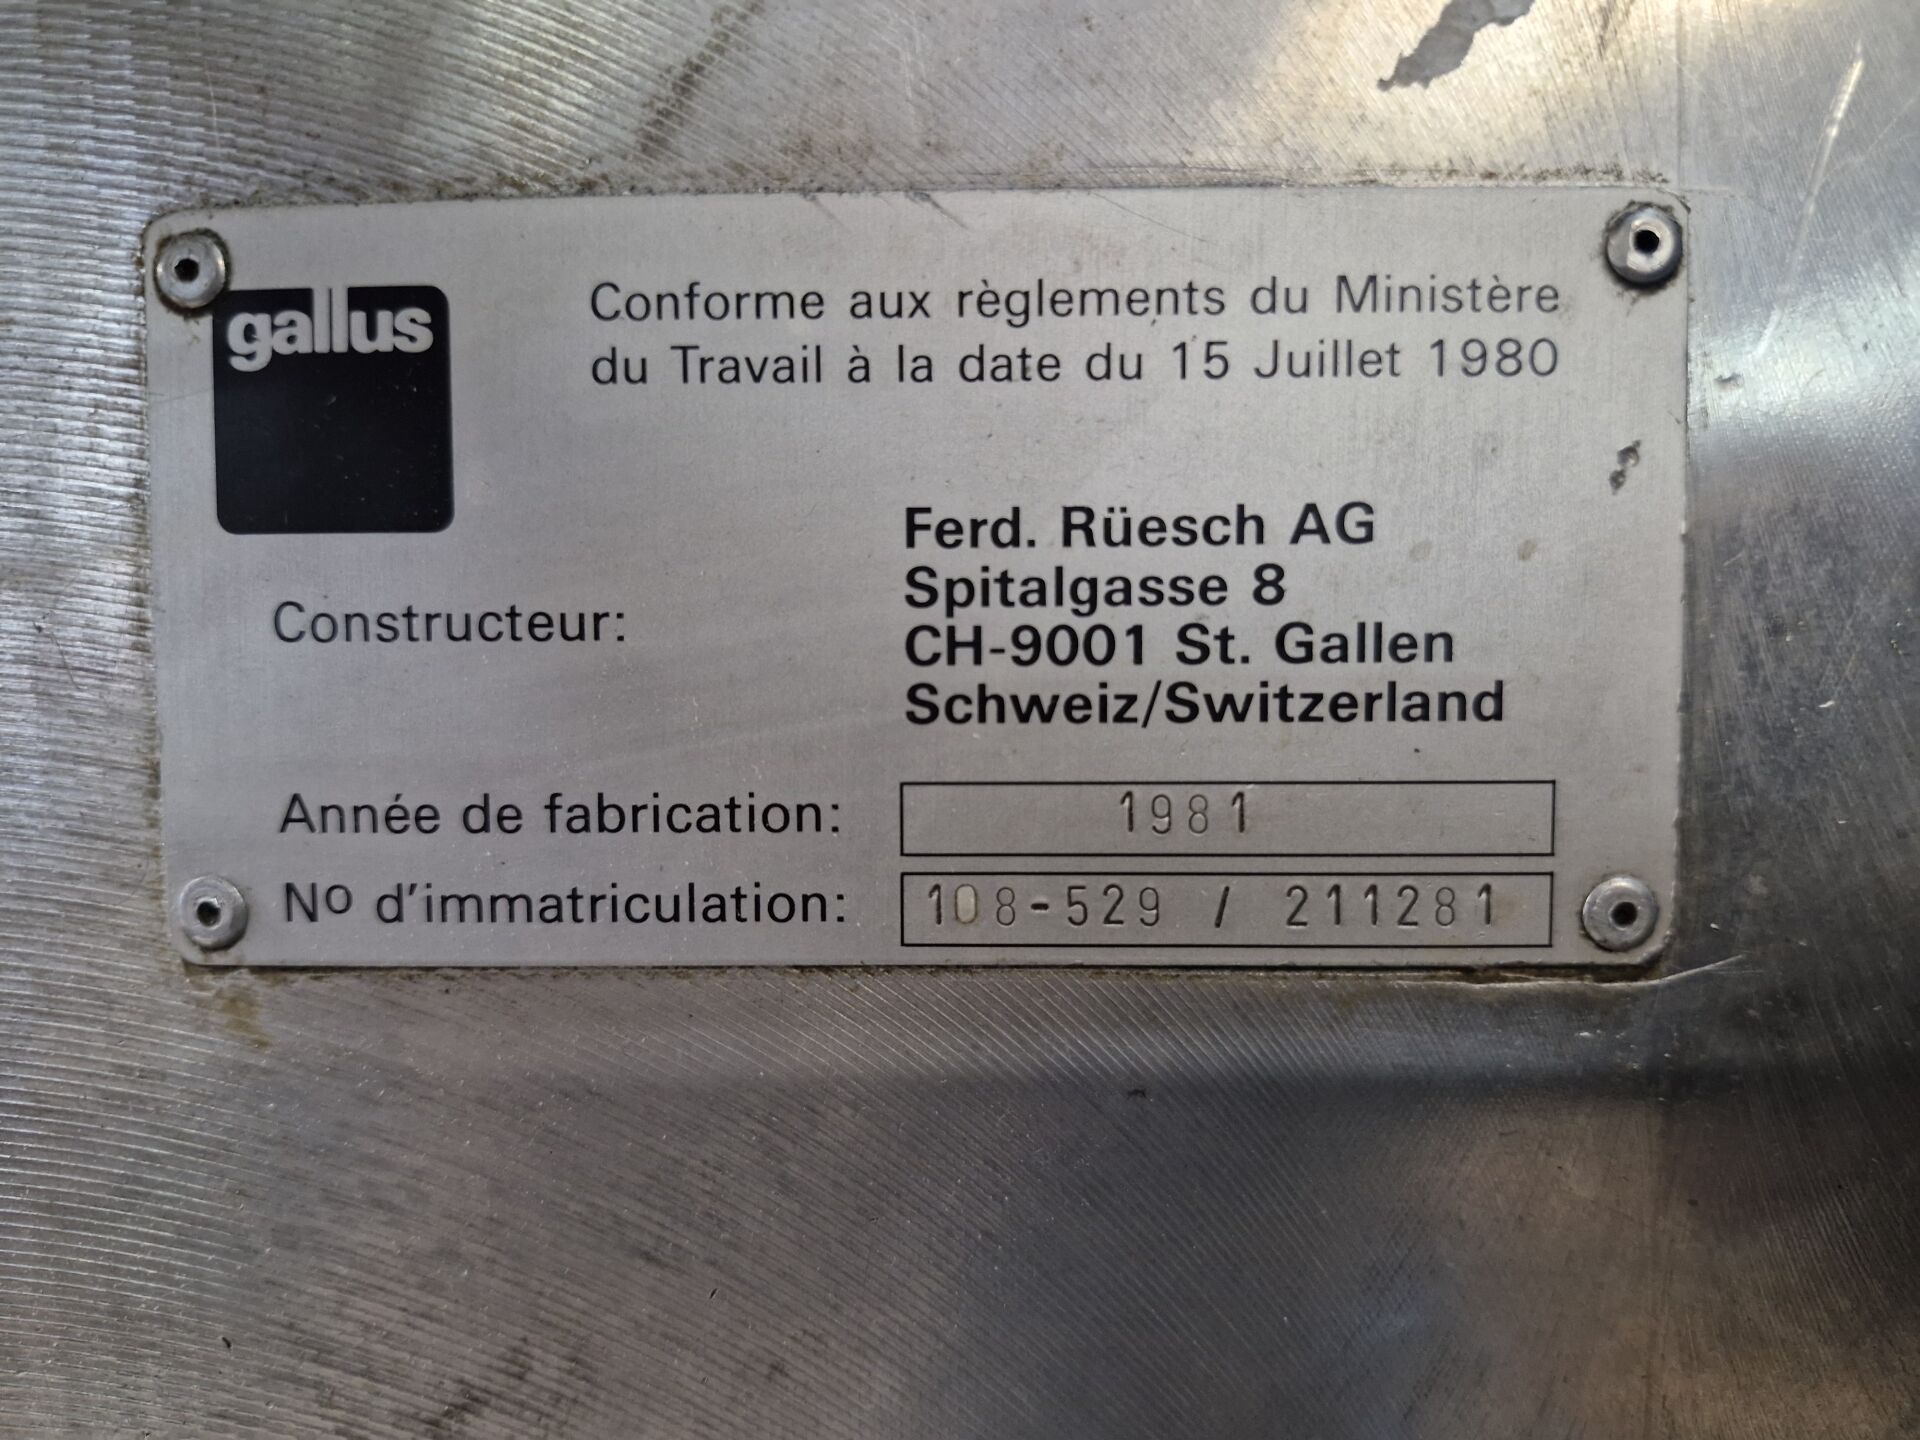 gallus
Conforme aux règlements du Ministère
du Travail à la date du 15 Juillet 1980
Constructeur:
Ferd. Rüesch AG
Spitalgasse 8
CH-9001 St. Gallen
Schweiz/Switzerland
Année de fabrication: 1981
Nº d'immatriculation: 108-529 / 211281